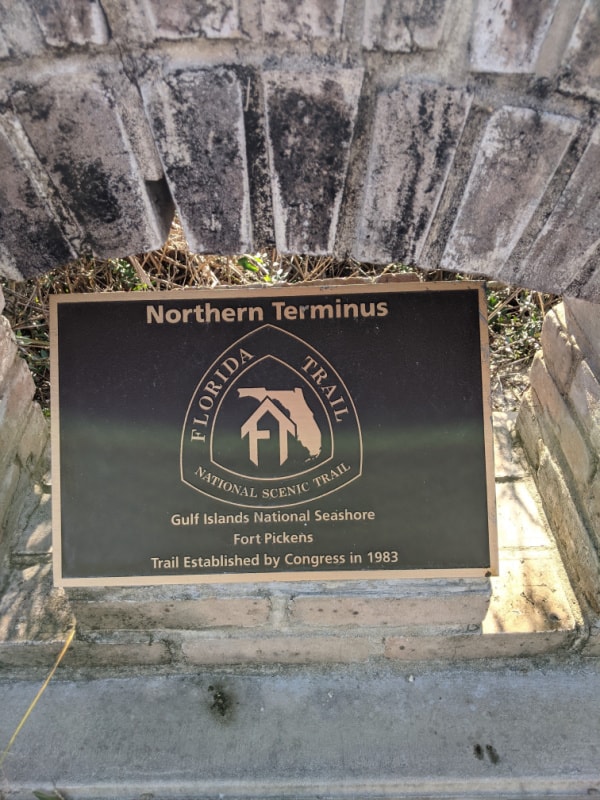 Northern Terminus
FLORIDA TRAIL
FT
NATIONAL SCENIC TRAIL
Gulf Islands National Seashore
Fort Pickens
Trail Established by Congress in 1983